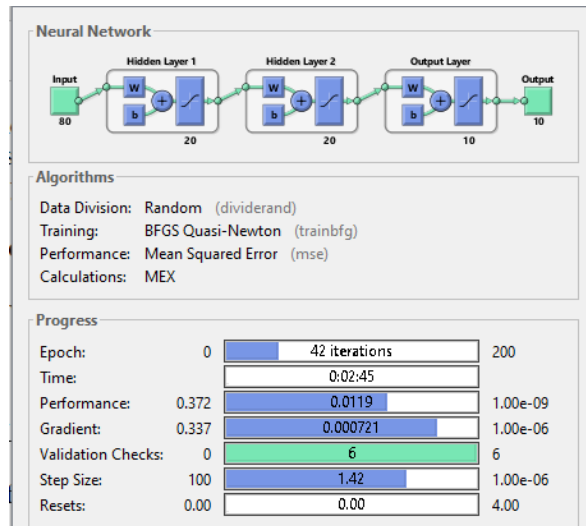 Neural Network
Hidden Layer 1 Hidden Layer 2 Output Layer
Input Output
W W W
b b b
+ + +
80 10
20 20 10
Algorithms
Data Division: Random (dividerand)
Training: BFGS Quasi-Newton (trainbfg)
Performance: Mean Squared Error (mse)
Calculations: MEX
Progress
Epoch: 0 42 iterations 200
Time: 0:02:45
Performance: 0.372 0.0119 1.00e-09
Gradient: 0.337 0.000721 1.00e-06
Validation Checks: 0 6 6
Step Size: 100 1.42 1.00e-06
Resets: 0.00 0.00 4.00